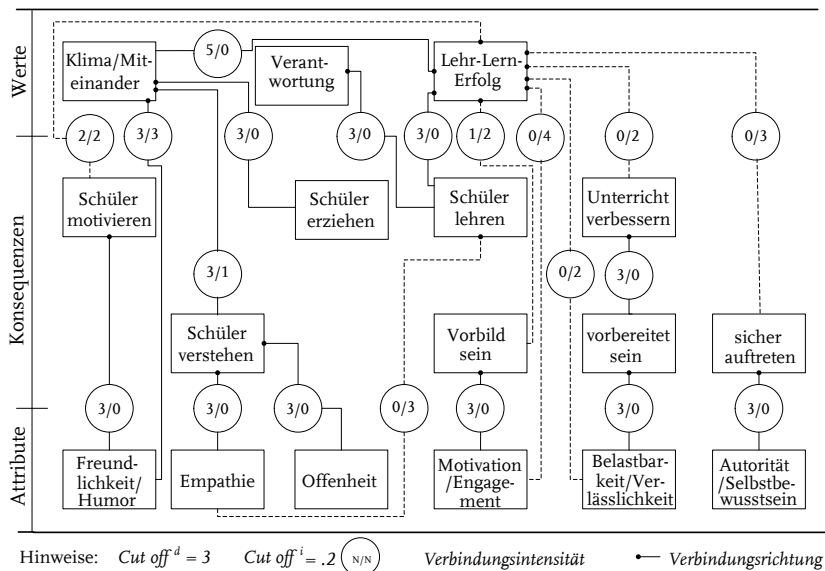 Werte
Klima/Mit-
einander
5/0
Verant-
wortung
Lehr-Lern-
Erfolg
2/2
3/3
3/0
3/0
3/0
1/2
0/4
0/2
0/3
Konsequenzen
Schüler
motivieren
Schüler
erziehen
Schüler
lehren
Unterricht
verbessern
3/1
0/2
3/0
Schüler
verstehen
Vorbild
sein
vorbereitet
sein
sicher
auftreten
3/0
3/0
3/0
0/3
3/0
3/0
3/0
Attribute
Freund-
lichkeit/
Humor
Empathie
Offenheit
Motivation
/Engage-
ment
Belastbar-
keit/Ver-
lässlichkeit
Autorität
/Selbstbe-
wusstsein
Hinweise: Cut off d = 3 Cut off i = .2 N/N Verbindungsintensität Verbindungsrichtung